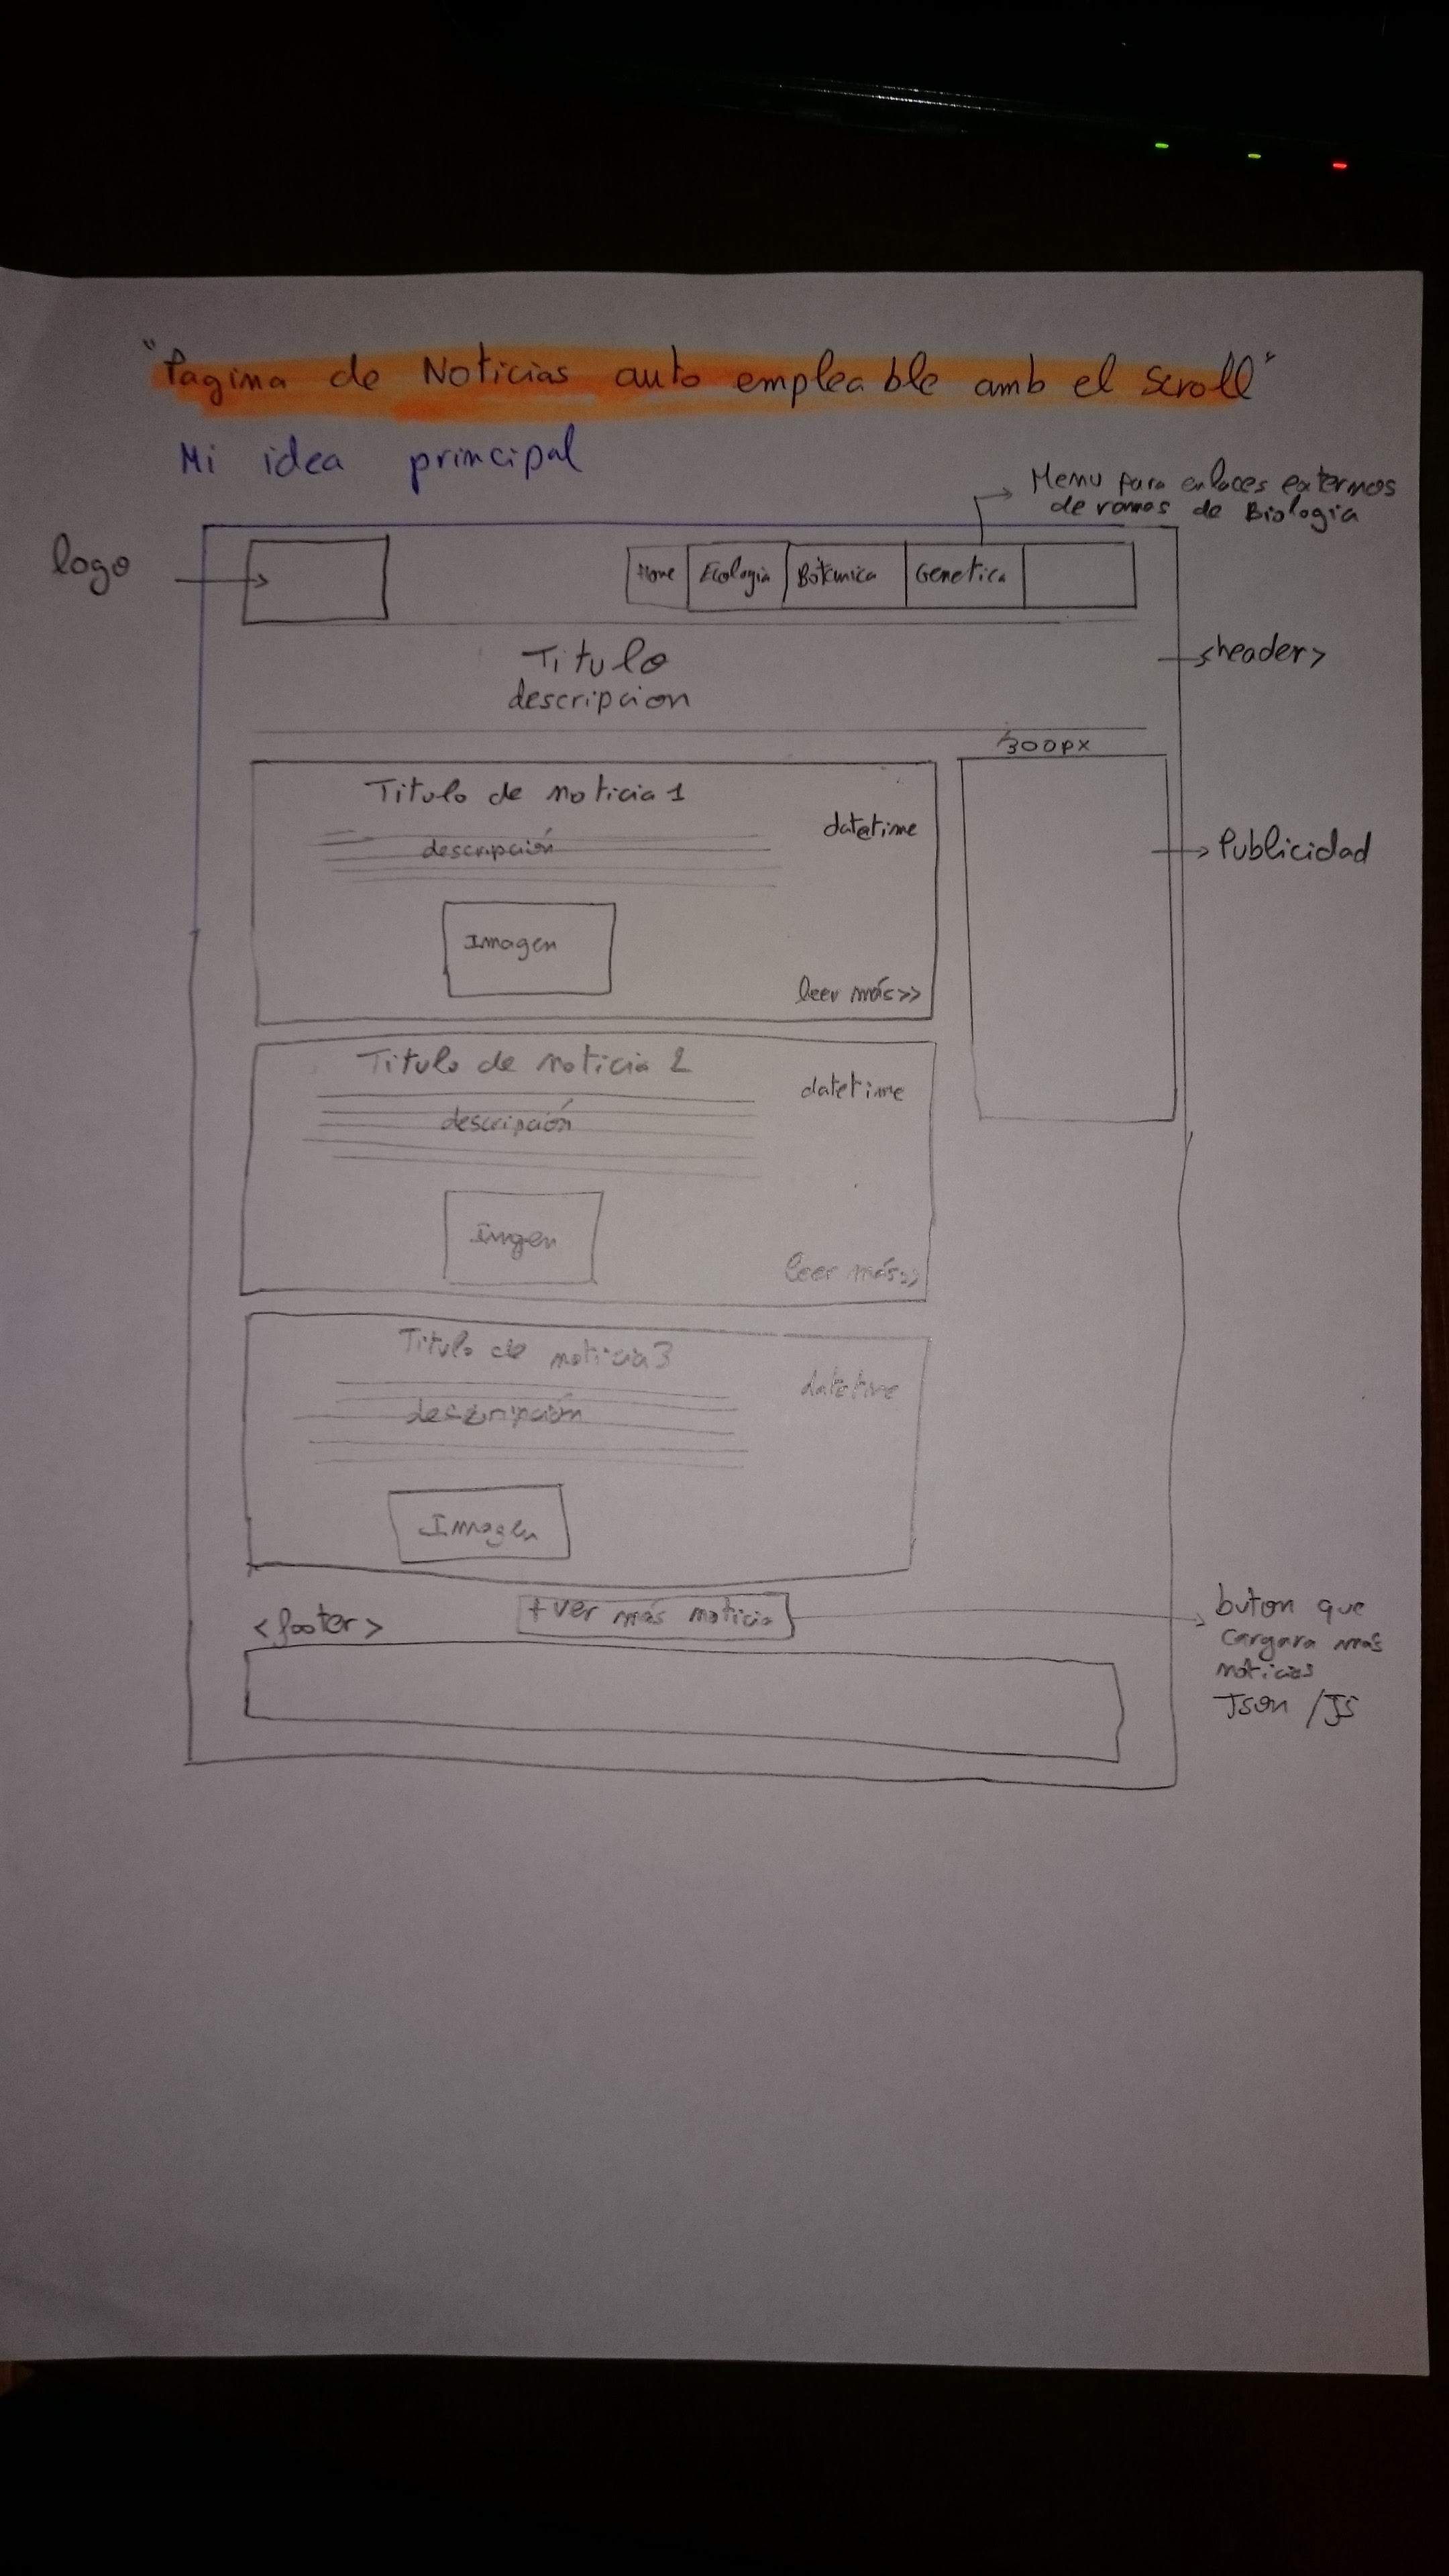 "Pagina de Noticias auto empleable amb el scroll"
Mi idea principal
Menu para enlaces externos
de ramos de Biologia
logo
Home
Ecologia
Botanica
Genetica
Titulo
descripcion
<header>
300px
Titulo de noticia 1
datetime
descripción
Publicidad
Imagen
leer más>>
Titulo de noticia 2
datetime
descripción
Imgen
leer más>>
Titulo de noticia 3
datetime
descripción
Imagen
+ ver más noticia
<footer>
buton que
cargara mas
noticias
Json / JS